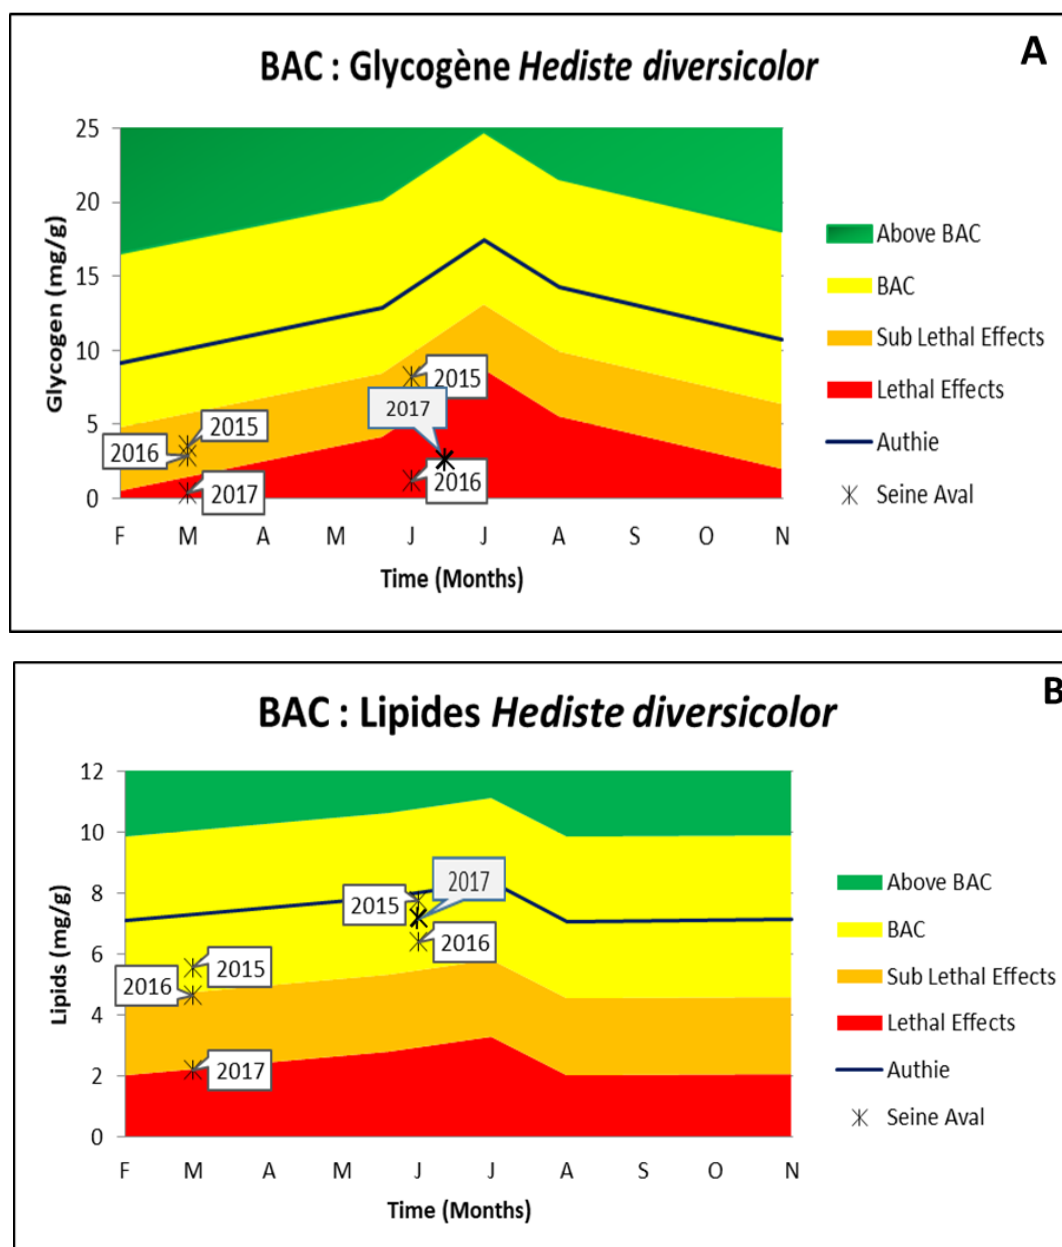 A
BAC : Glycogène Hediste diversicolor
25
20
15
10
5
0
Glycogen (mg/g)
2015
2017
2015
2016
2016
2017
F M A M J J A S O N
Time (Months)
Above BAC
BAC
Sub Lethal Effects
Lethal Effects
Authie
Seine Aval
B
BAC : Lipides Hediste diversicolor
12
10
8
6
4
2
0
Lipids (mg/g)
2017
2015
2016
2015
2016
2017
F M A M J J A S O N
Time (Months)
Above BAC
BAC
Sub Lethal Effects
Lethal Effects
Authie
Seine Aval